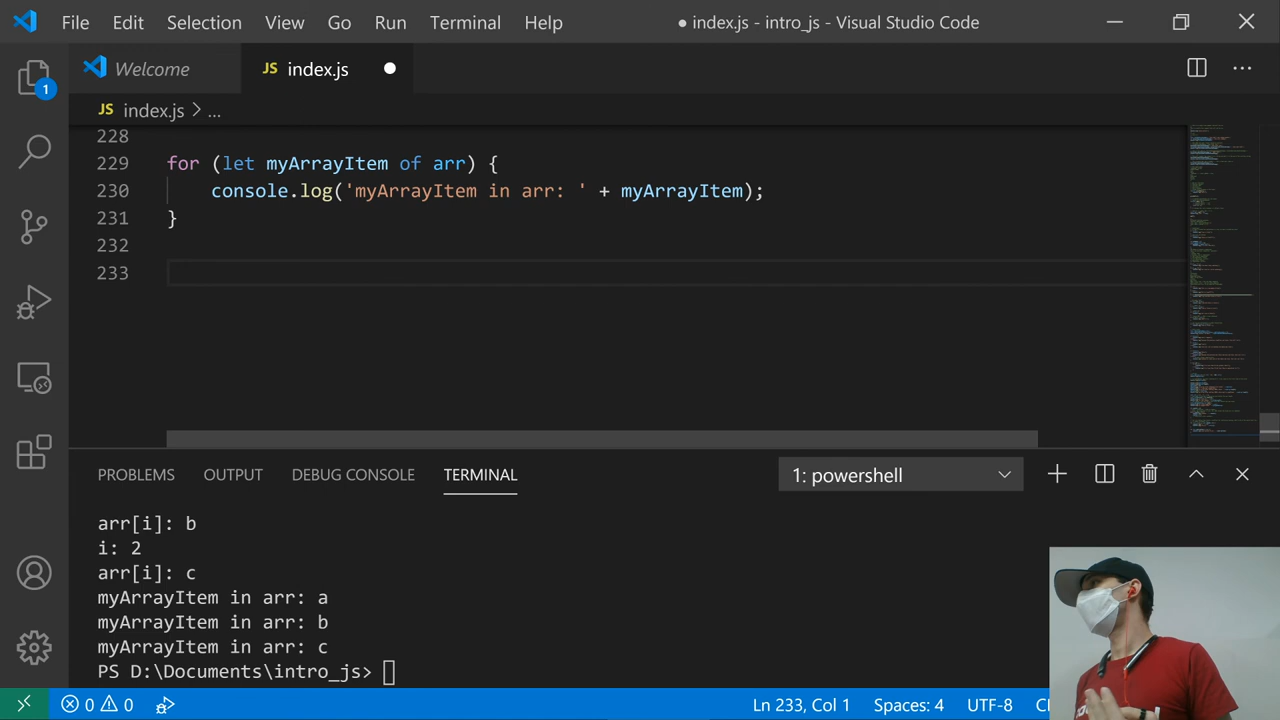 File Edit Selection View Go Run Terminal Help ● index.js - intro_js - Visual Studio Code
Welcome JS index.js ●
JS index.js > ...
228
229 for (let myArrayItem of arr) {
230 console.log('myArrayItem in arr: ' + myArrayItem);
231 }
232
233
1
PROBLEMS OUTPUT DEBUG CONSOLE TERMINAL 1: powershell
arr[i]: b
i: 2
arr[i]: c
myArrayItem in arr: a
myArrayItem in arr: b
myArrayItem in arr: c
PS D:\Documents\intro_js>
0 0 Ln 233, Col 1 Spaces: 4 UTF-8